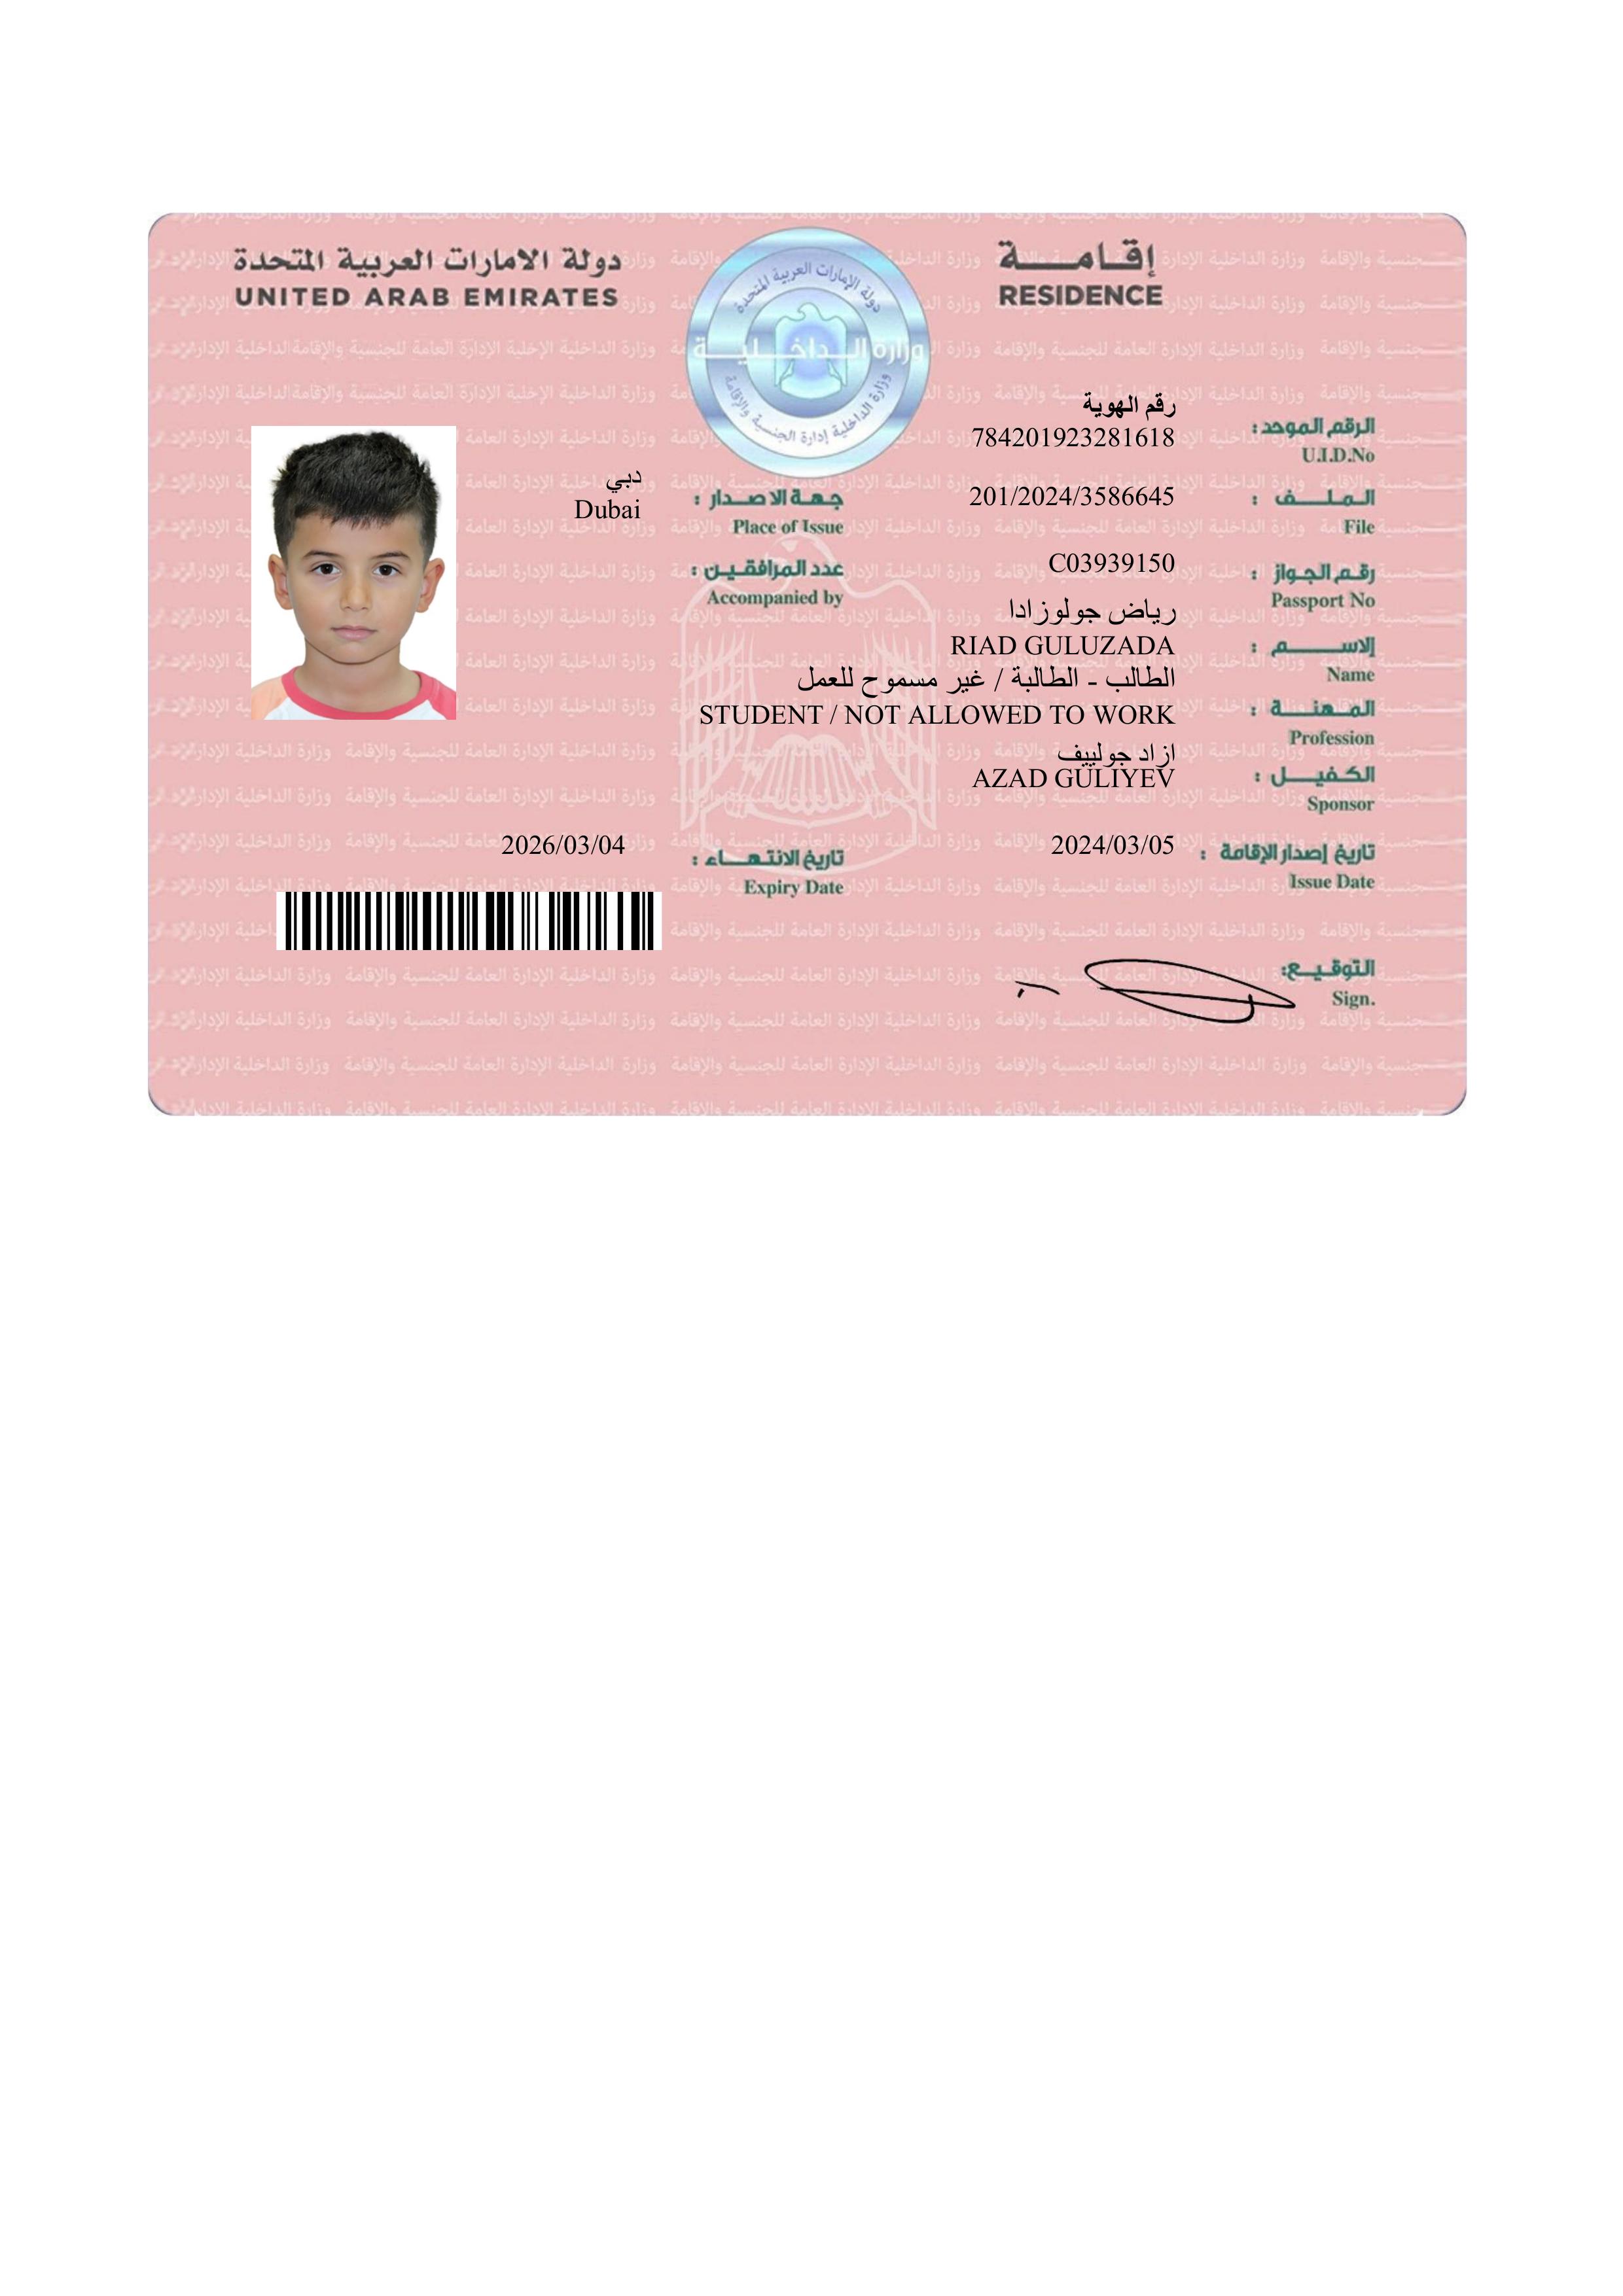 دولة الامارات العربية المتحدة
UNITED ARAB EMIRATES
إقامة
RESIDENCE
دولة الإمارات العربية المتحدة
وزارة الداخلية
وزارة الداخلية إدارة الجنسية والإقامة
رقم الهوية
الرقم الموحد: 784201923281618
U.I.D.No
الملف : 201/2024/3586645
File
جهة الاصدار : دبي
Place of Issue Dubai
رقم الجواز : C03939150
Passport No
عدد المرافقين :
Accompanied by
الاسم : رياض جولوزادا
Name RIAD GULUZADA
المهنة : الطالب - الطالبة / غير مسموح للعمل
Profession STUDENT / NOT ALLOWED TO WORK
الكفيل : ازاد جولييف
Sponsor AZAD GULIYEV
تاريخ إصدار الإقامة : 2024/03/05
Issue Date
تاريخ الانتهاء : 2026/03/04
Expiry Date
التوقيع:
Sign.
وزارة الداخلية الإدارة العامة للجنسية والإقامة